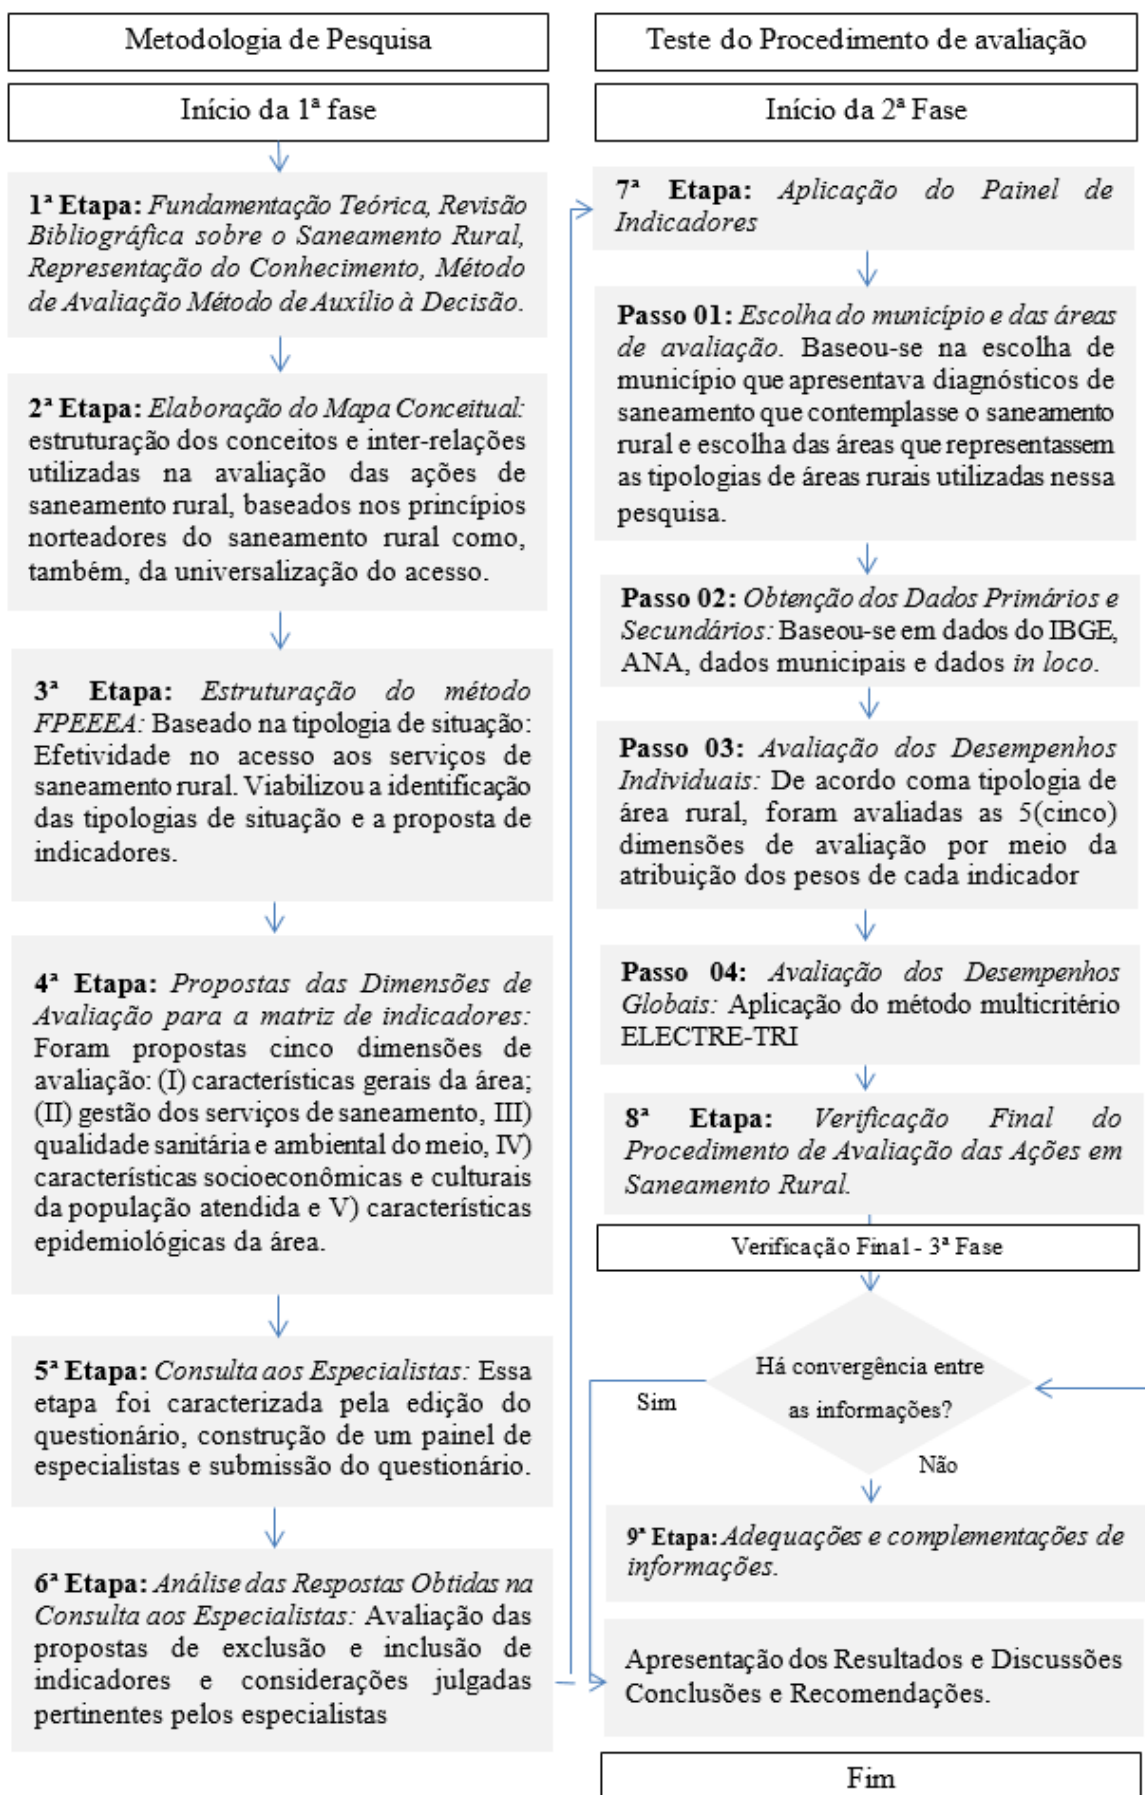 Metodologia de Pesquisa
Início da 1ª fase
1ª Etapa: Fundamentação Teórica, Revisão
Bibliográfica sobre o Saneamento Rural,
Representação do Conhecimento, Método
de Avaliação Método de Auxílio à Decisão.
2ª Etapa: Elaboração do Mapa Conceitual:
estruturação dos conceitos e inter-relações
utilizadas na avaliação das ações de
saneamento rural, baseados nos princípios
norteadores do saneamento rural como,
também, da universalização do acesso.
3ª Etapa: Estruturação do método
FPEEEA: Baseado na tipologia de situação:
Efetividade no acesso aos serviços de
saneamento rural. Viabilizou a identificação
das tipologias de situação e a proposta de
indicadores.
4ª Etapa: Propostas das Dimensões de
Avaliação para a matriz de indicadores:
Foram propostas cinco dimensões de
avaliação: (I) características gerais da área;
(II) gestão dos serviços de saneamento, III)
qualidade sanitária e ambiental do meio, IV)
características socioeconômicas e culturais
da população atendida e V) características
epidemiológicas da área.
5ª Etapa: Consulta aos Especialistas: Essa
etapa foi caracterizada pela edição do
questionário, construção de um painel de
especialistas e submissão do questionário.
6ª Etapa: Análise das Respostas Obtidas na
Consulta aos Especialistas: Avaliação das
propostas de exclusão e inclusão de
indicadores e considerações julgadas
pertinentes pelos especialistas
Teste do Procedimento de avaliação
Início da 2ª Fase
7ª Etapa: Aplicação do Painel de
Indicadores
Passo 01: Escolha do município e das áreas
de avaliação. Baseou-se na escolha de
município que apresentava diagnósticos de
saneamento que contemplasse o saneamento
rural e escolha das áreas que representassem
as tipologias de áreas rurais utilizadas nessa
pesquisa.
Passo 02: Obtenção dos Dados Primários e
Secundários: Baseou-se em dados do IBGE,
ANA, dados municipais e dados in loco.
Passo 03: Avaliação dos Desempenhos
Individuais: De acordo coma tipologia de
área rural, foram avaliadas as 5(cinco)
dimensões de avaliação por meio da
atribuição dos pesos de cada indicador
Passo 04: Avaliação dos Desempenhos
Globais: Aplicação do método multicritério
ELECTRE-TRI
8ª Etapa: Verificação Final do
Procedimento de Avaliação das Ações em
Saneamento Rural.
Verificação Final - 3ª Fase
Há convergência entre
as informações?
Sim
Não
9ª Etapa: Adequações e complementações de
informações.
Apresentação dos Resultados e Discussões
Conclusões e Recomendações.
Fim